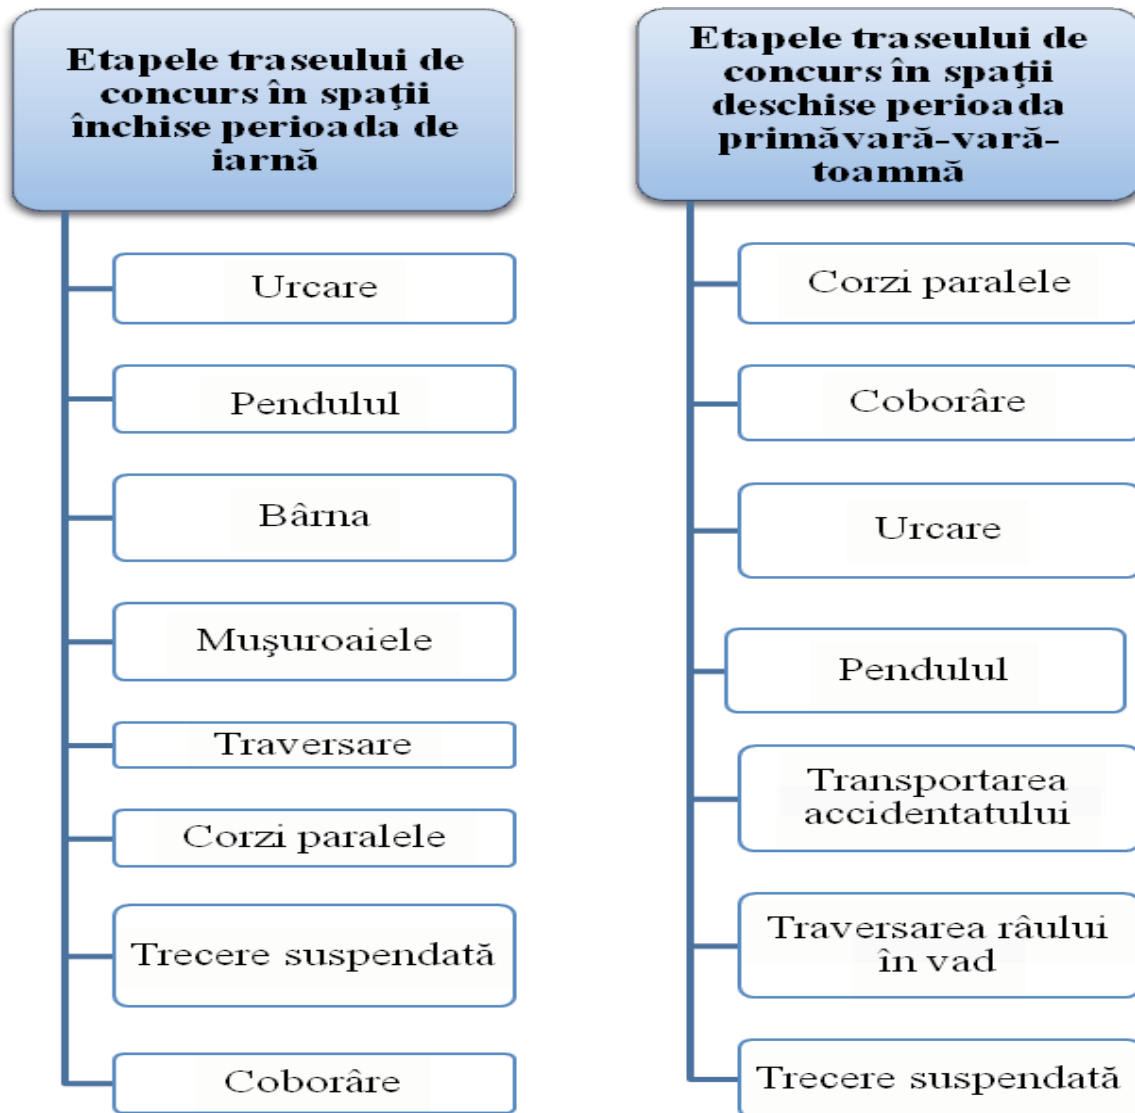 Etapele traseului de
concurs în spaţii
închise perioada de
iarnă
Urcare
Pendulul
Bârna
Muşuroaiele
Traversare
Corzi paralele
Trecere suspendată
Coborâre
Etapele traseului de
concurs în spaţii
deschise perioada
primăvară-vară-
toamnă
Corzi paralele
Coborâre
Urcare
Pendulul
Transportarea
accidentatului
Traversarea râului
în vad
Trecere suspendată